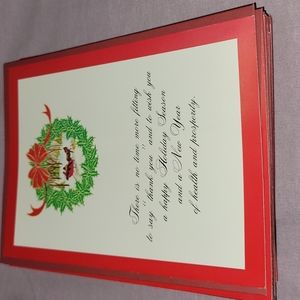 There is no time more fitting
to say "thank you" and to wish you
a happy Holiday Season
and a New Year
of health and prosperity.